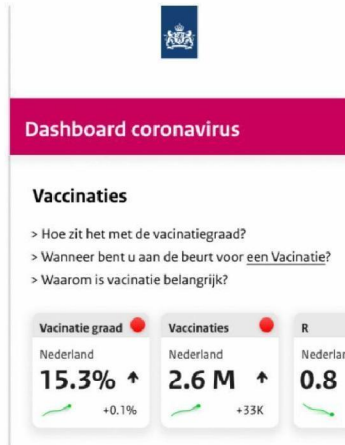 Dashboard coronavirus
Vaccinaties
> Hoe zit het met de vacinatiegraad?
> Wanneer bent u aan de beurt voor een Vacinatie?
> Waarom is vacinatie belangrijk?
Vacinatie graad
Nederland
15.3%
+0.1%
Vaccinaties
Nederland
2.6 M
+33K
R
Nederlan
0.8